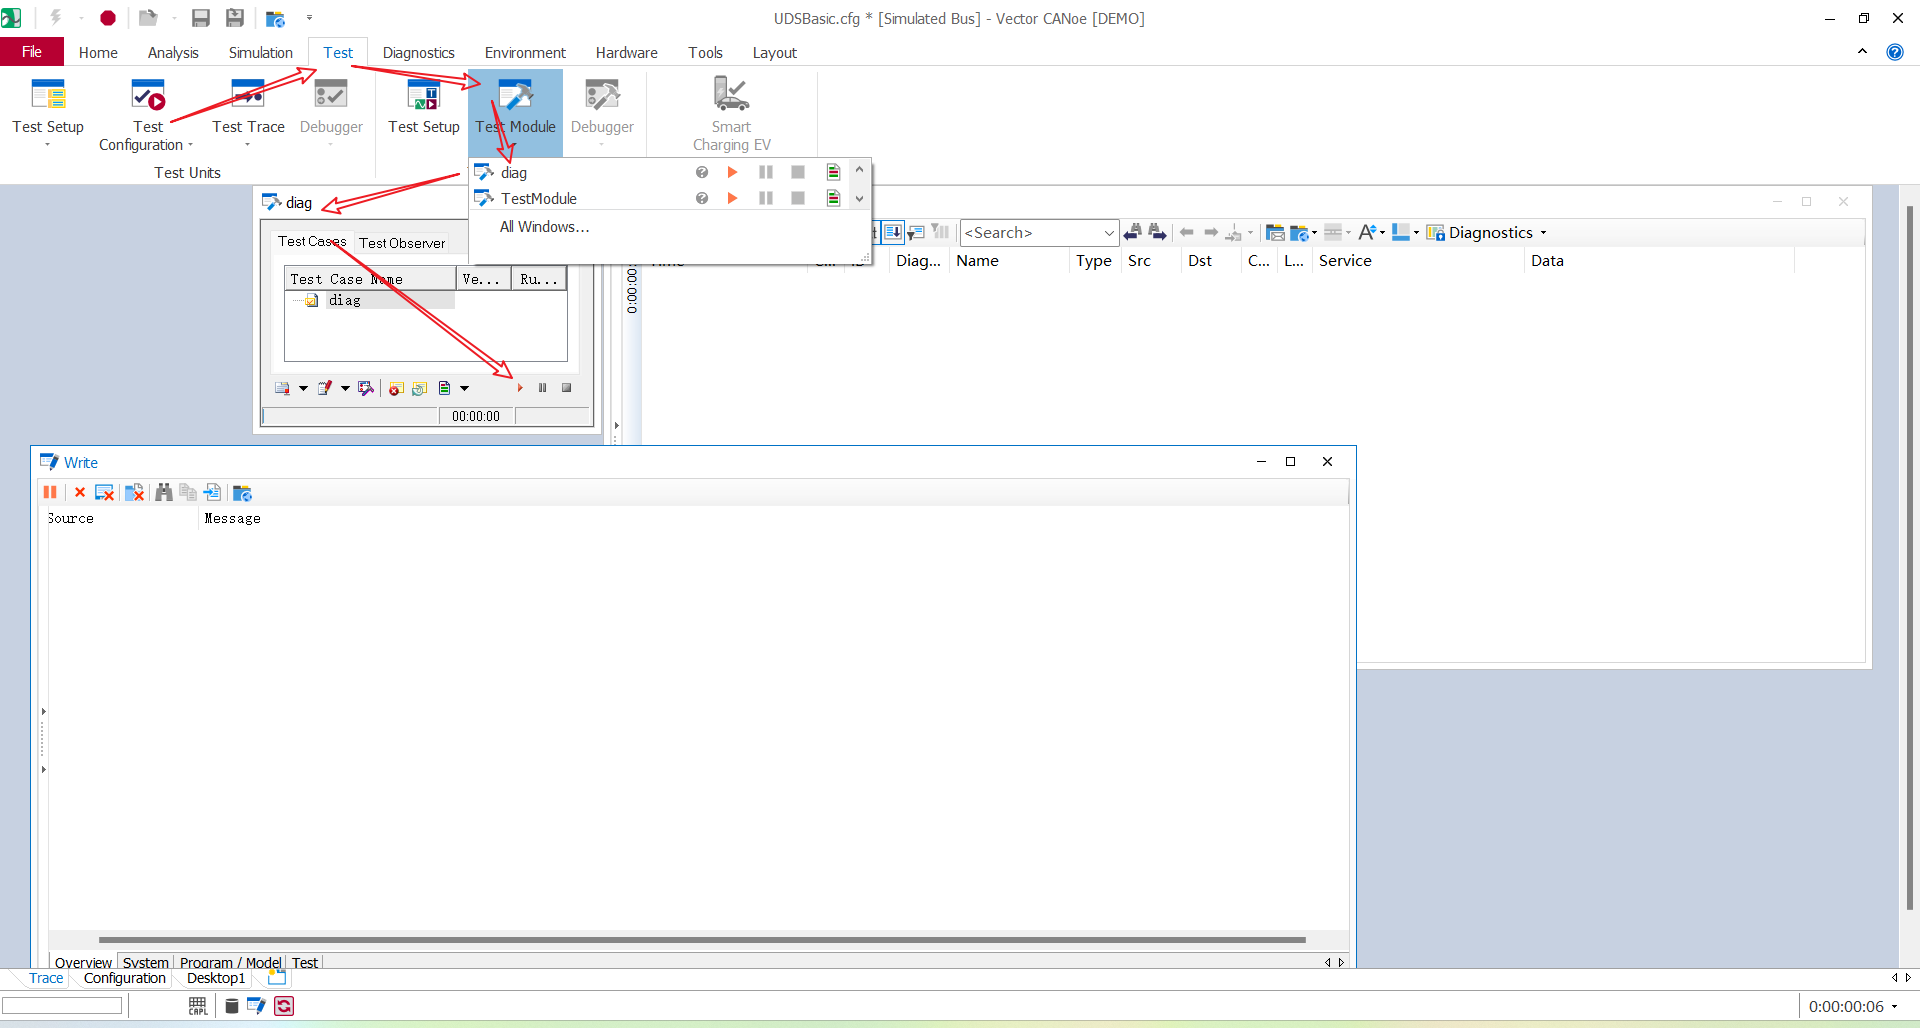 UDSBasic.cfg * [Simulated Bus] - Vector CANoe [DEMO]
File Home Analysis Simulation Test Diagnostics Environment Hardware Tools Layout
Test Setup
Test Configuration
Test Trace
Debugger
Test Setup
Test Module
Debugger
Smart Charging EV
Test Units
diag
TestModule
All Windows...
diag
Test Cases Test Observer
Test Case Name Ve... Ru...
diag
00:00:00
<Search>
Diagnostics
Diag... Name Type Src Dst C... L... Service Data
0:00:00
Write
Source Message
Overview System Program / Model Test
Trace Configuration Desktop1
CAPL
0:00:00:06